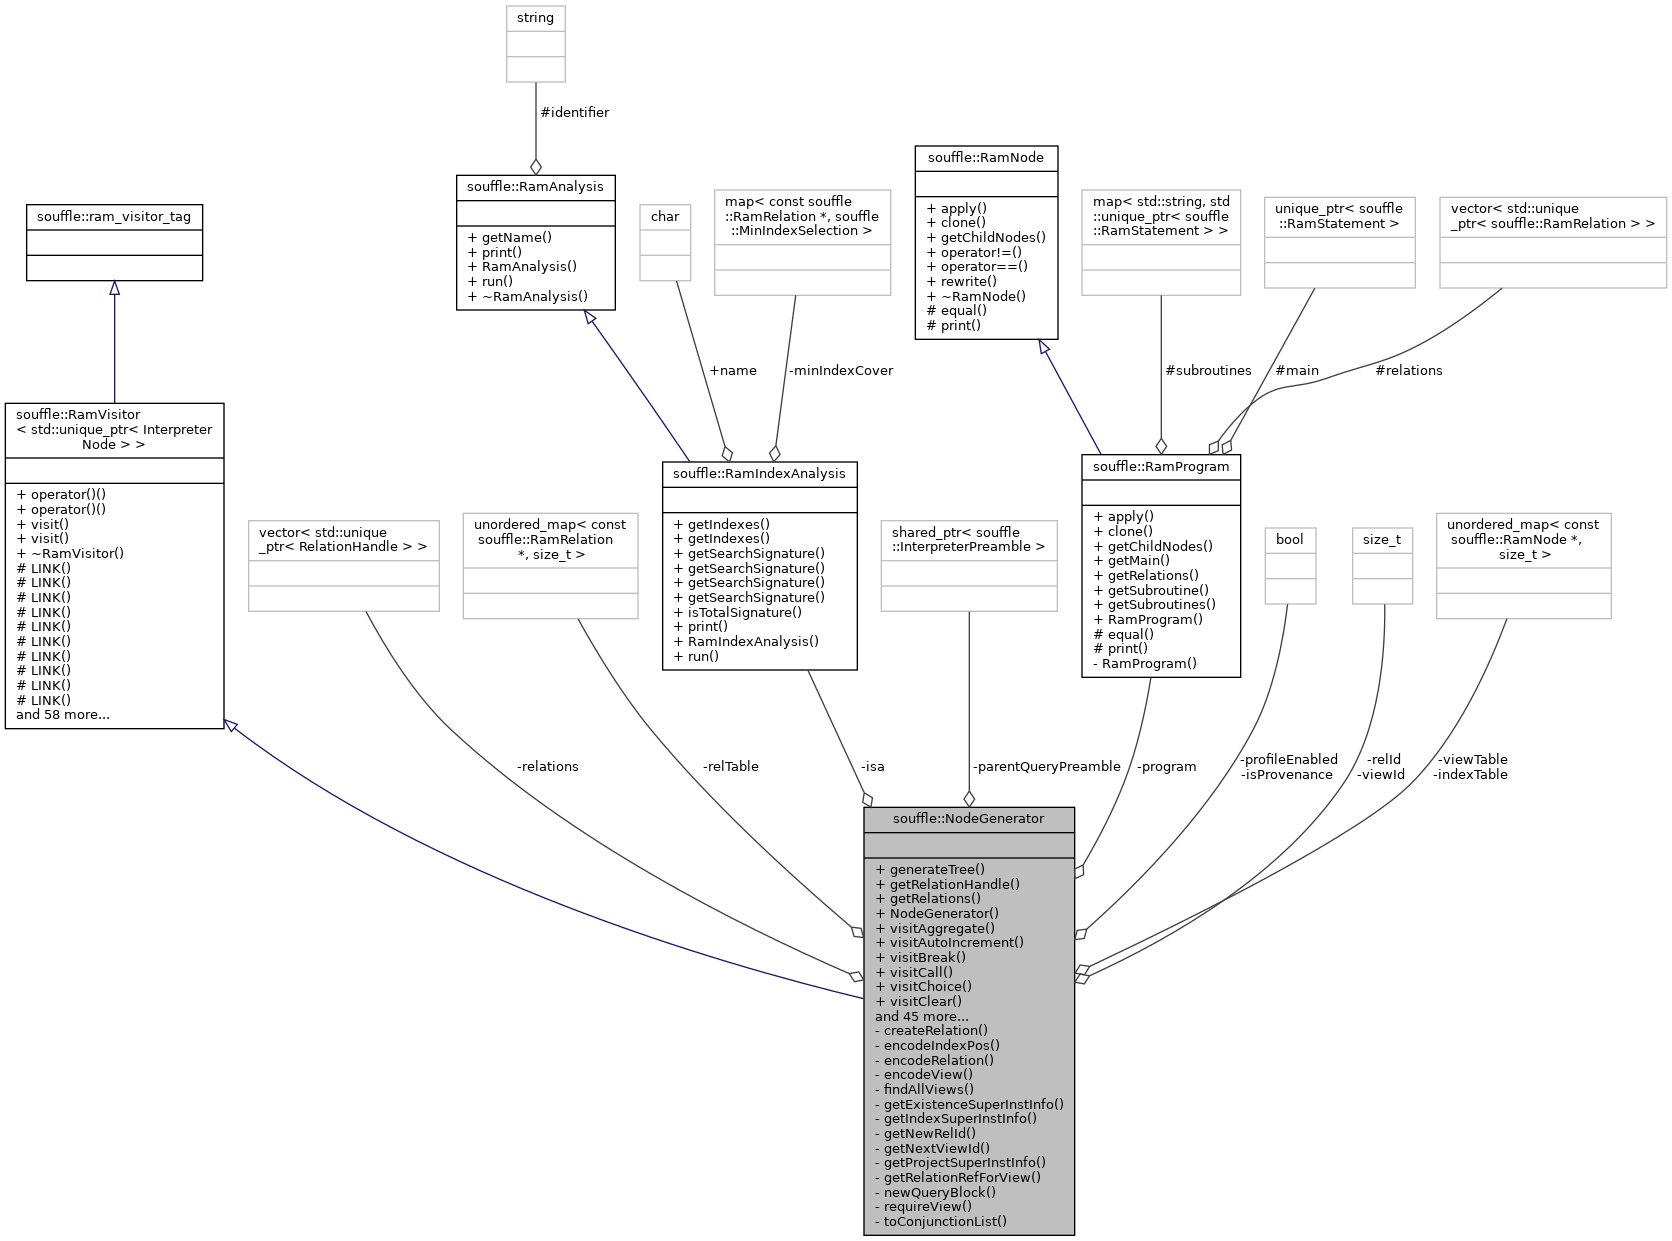 string
#identifier
souffle::RamAnalysis
+ getName()
+ print()
+ RamAnalysis()
+ run()
+ ~RamAnalysis()
souffle::RamNode
+ apply()
+ clone()
+ getChildNodes()
+ operator!=()
+ operator==()
+ rewrite()
+ ~RamNode()
# equal()
# print()
souffle::ram_visitor_tag
char
map< const souffle
::RamRelation *, souffle
::MinIndexSelection >
map< std::string, std
::unique_ptr< souffle
::RamStatement > >
unique_ptr< souffle
::RamStatement >
vector< std::unique
_ptr< souffle::RamRelation > >
+name
-minIndexCover
#subroutines
#main
#relations
souffle::RamVisitor
< std::unique_ptr< Interpreter
Node > >
+ operator()()
+ operator()()
+ visit()
+ visit()
+ ~RamVisitor()
# LINK()
# LINK()
# LINK()
# LINK()
# LINK()
# LINK()
# LINK()
# LINK()
# LINK()
# LINK()
and 58 more...
vector< std::unique
_ptr< RelationHandle > >
unordered_map< const
souffle::RamRelation
*, size_t >
souffle::RamIndexAnalysis
+ getIndexes()
+ getIndexes()
+ getSearchSignature()
+ getSearchSignature()
+ getSearchSignature()
+ getSearchSignature()
+ isTotalSignature()
+ print()
+ RamIndexAnalysis()
+ run()
shared_ptr< souffle
::InterpreterPreamble >
souffle::RamProgram
+ apply()
+ clone()
+ getChildNodes()
+ getMain()
+ getRelations()
+ getSubroutine()
+ getSubroutines()
+ RamProgram()
# equal()
# print()
- RamProgram()
bool
size_t
unordered_map< const
souffle::RamNode *,
size_t >
-relations
-relTable
-isa
-parentQueryPreamble
-program
-profileEnabled
-isProvenance
-relId
-viewId
-viewTable
-indexTable
souffle::NodeGenerator
+ generateTree()
+ getRelationHandle()
+ getRelations()
+ NodeGenerator()
+ visitAggregate()
+ visitAutoIncrement()
+ visitBreak()
+ visitCall()
+ visitChoice()
+ visitClear()
and 45 more...
- createRelation()
- encodeIndexPos()
- encodeRelation()
- encodeView()
- findAllViews()
- getExistenceSuperInstInfo()
- getIndexSuperInstInfo()
- getNewRelId()
- getNextViewId()
- getProjectSuperInstInfo()
- getRelationRefForView()
- newQueryBlock()
- requireView()
- toConjunctionList()